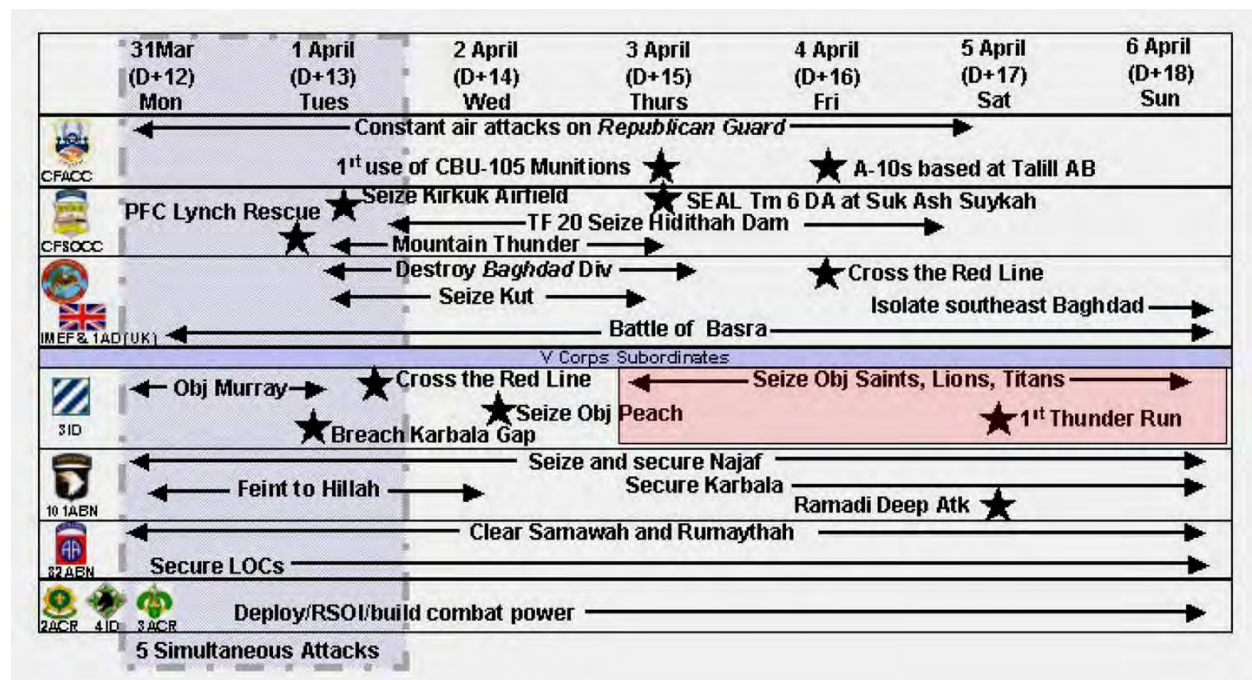 31Mar 1 April 2 April 3 April 4 April 5 April 6 April
(D+12) (D+13) (D+14) (D+15) (D+16) (D+17) (D+18)
Mon Tues Wed Thurs Fri Sat Sun
Constant air attacks on Republican Guard
1st use of CBU-105 Munitions A-10s based at Talill AB
CFACC
Seize Kirkuk Airfield SEAL Tm 6 DA at Suk Ash Suykah
PFC Lynch Rescue
TF 20 Seize Hidithah Dam
Mountain Thunder
CFSOCC
Destroy Baghdad Div Cross the Red Line
Seize Kut Isolate southeast Baghdad
Battle of Basra
IMEF & 1AD(UK)
V Corps Subordinates
Obj Murray Cross the Red Line Seize Obj Saints, Lions, Titans
Seize Obj Peach 1st Thunder Run
3ID Breach Karbala Gap
Seize and secure Najaf
Feint to Hillah Secure Karbala
101ABN Ramadi Deep Atk
Clear Samawah and Rumaythah
AA
82ABN Secure LOCs
Deploy/RSOI/build combat power
2ACR 4ID 3ACR
5 Simultaneous Attacks